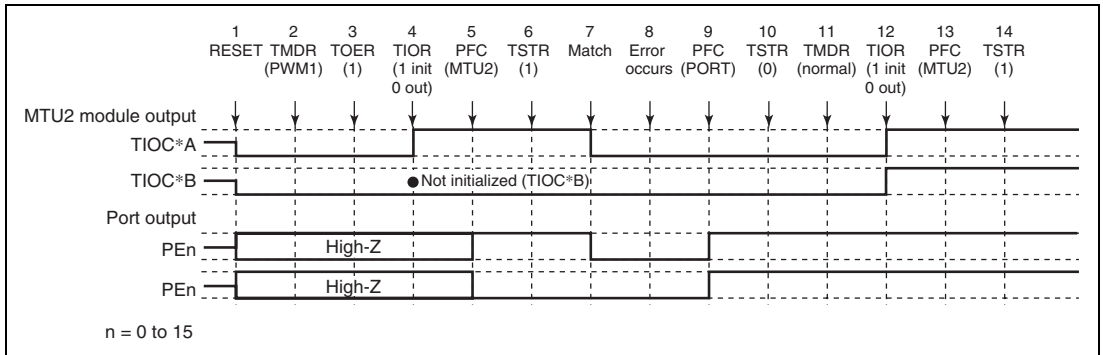 1 2 3 4 5 6 7 8 9 10 11 12 13 14
RESET TMDR TOER TIOR PFC TSTR Match Error PFC TSTR TMDR TIOR PFC TSTR
(PWM1) (1) (1 init (MTU2) (1) occurs (PORT) (0) (normal) (1 init (MTU2) (1)
0 out) 0 out)
MTU2 module output
TIOC*A
TIOC*B ● Not initialized (TIOC*B)
Port output
PEn High-Z
PEn High-Z
n = 0 to 15